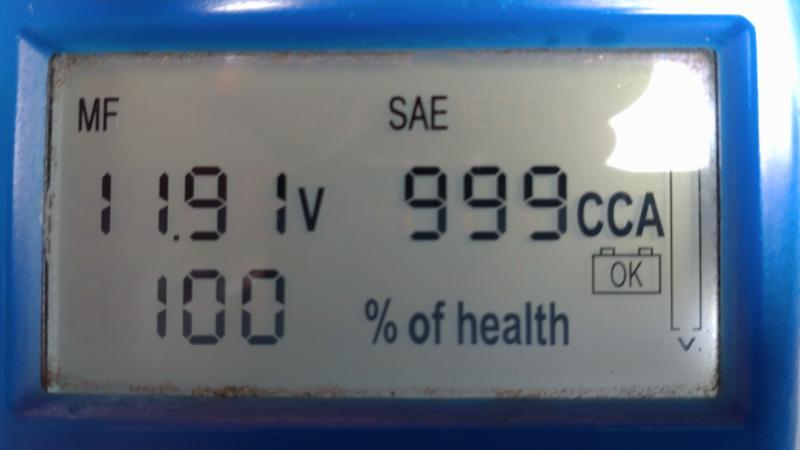 MF SAE
11.91V 999CCA
OK
100 % of health